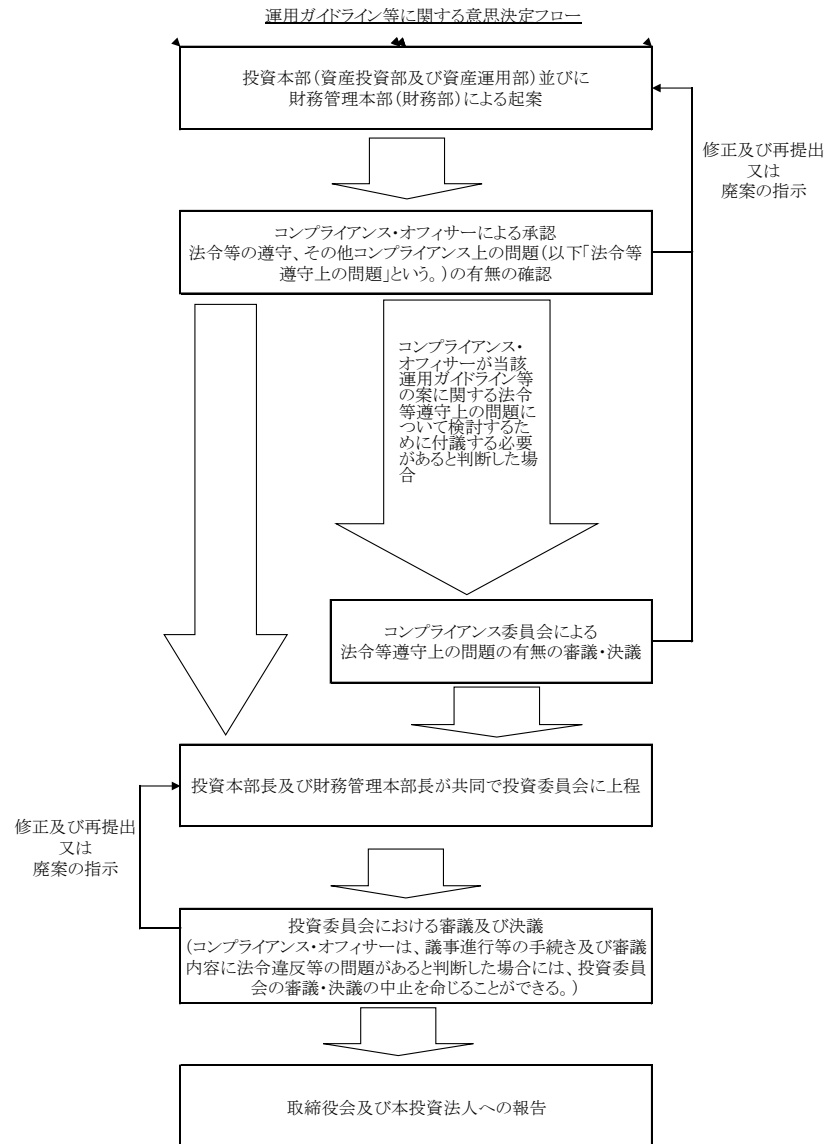 運用ガイドライン等に関する意思決定フロー
投資本部(資産投資部及び資産運用部)並びに
財務管理本部(財務部)による起案
修正及び再提出
又は
廃案の指示
コンプライアンス・オフィサーによる承認
法令等の遵守、その他コンプライアンス上の問題(以下「法令等
遵守上の問題」という。)の有無の確認
コンプライアンス・
オフィサーが当該
運用ガイドライン等
の案に関する法令
等遵守上の問題に
ついて検討するた
めに付議する必要
があると判断した場
合
コンプライアンス委員会による
法令等遵守上の問題の有無の審議・決議
投資本部長及び財務管理本部長が共同で投資委員会に上程
修正及び再提出
又は
廃案の指示
投資委員会における審議及び決議
(コンプライアンス・オフィサーは、議事進行等の手続き及び審議
内容に法令違反等の問題があると判断した場合には、投資委員
会の審議・決議の中止を命じることができる。)
取締役会及び本投資法人への報告